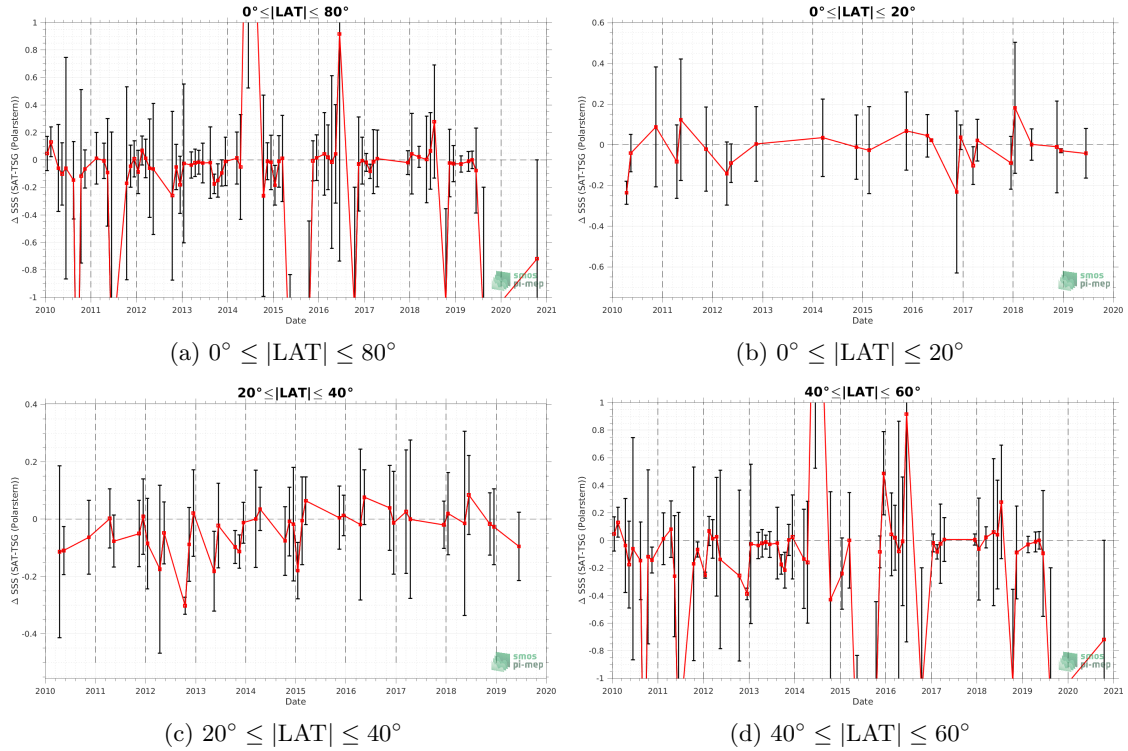 0°≤|LAT|≤ 80°
Δ SSS (SAT-TSG (Polarstern))
1
0.8
0.6
0.4
0.2
0
-0.2
-0.4
-0.6
-0.8
-1
2010 2011 2012 2013 2014 2015 2016 2017 2018 2019 2020 2021
Date
smos
pi-mep
(a) 0° ≤ |LAT| ≤ 80°
0°≤|LAT|≤ 20°
Δ SSS (SAT-TSG (Polarstern))
0.6
0.4
0.2
0
-0.2
-0.4
-0.6
2010 2011 2012 2013 2014 2015 2016 2017 2018 2019 2020
Date
smos
pi-mep
(b) 0° ≤ |LAT| ≤ 20°
20°≤|LAT|≤ 40°
Δ SSS (SAT-TSG (Polarstern))
0.4
0.2
0
-0.2
-0.4
2010 2011 2012 2013 2014 2015 2016 2017 2018 2019 2020
Date
smos
pi-mep
(c) 20° ≤ |LAT| ≤ 40°
40°≤|LAT|≤ 60°
Δ SSS (SAT-TSG (Polarstern))
1
0.8
0.6
0.4
0.2
0
-0.2
-0.4
-0.6
-0.8
-1
2010 2011 2012 2013 2014 2015 2016 2017 2018 2019 2020 2021
Date
smos
pi-mep
(d) 40° ≤ |LAT| ≤ 60°